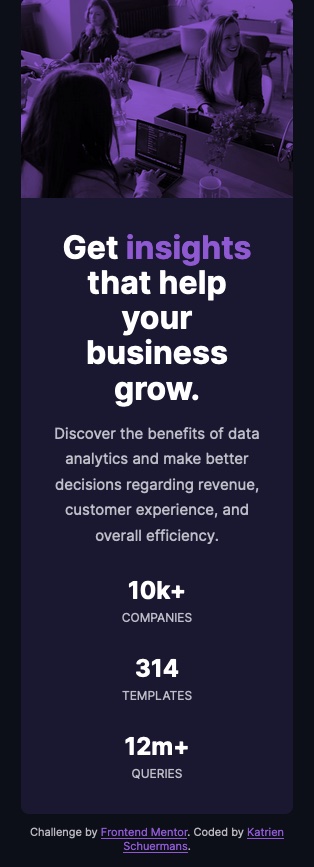 Get insights
that help
your
business
grow.
Discover the benefits of data
analytics and make better
decisions regarding revenue,
customer experience, and
overall efficiency.
10k+
COMPANIES
314
TEMPLATES
12m+
QUERIES
Challenge by Frontend Mentor. Coded by Katrien
Schuermans.